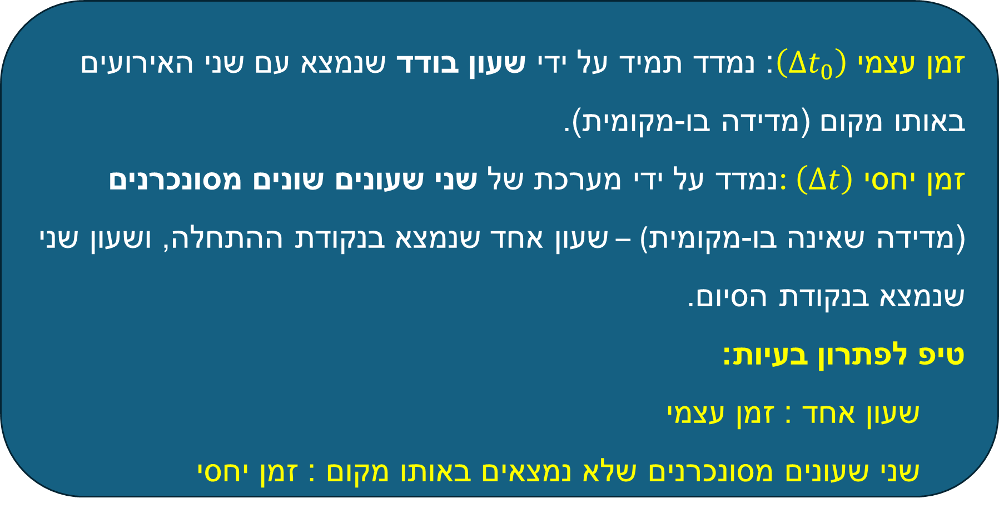 זמן עצמי (Δt₀): נמדד תמיד על ידי שעון בודד שנמצא עם שני האירועים
באותו מקום (מדידה בו-מקומית).
זמן יחסי (Δt) :נמדד על ידי מערכת של שני שעונים שונים מסונכרנים
(מדידה שאינה בו-מקומית) – שעון אחד שנמצא בנקודת ההתחלה, ושעון שני
שנמצא בנקודת הסיום.
טיפ לפתרון בעיות:
שעון אחד : זמן עצמי
שני שעונים מסונכרנים שלא נמצאים באותו מקום : זמן יחסי